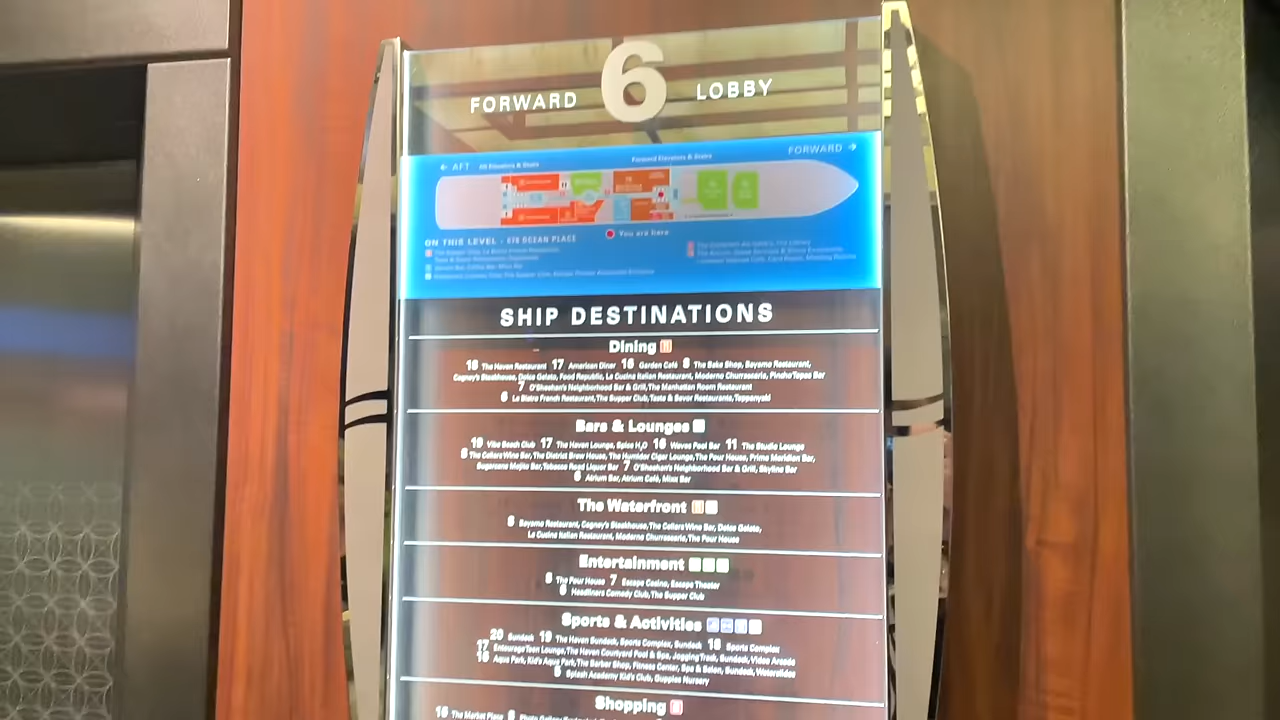 6
FORWARD LOBBY
← AFT Aft Elevators & Stairs Forward Elevators & Stairs FORWARD →
You are here
ON THIS LEVEL - 678 OCEAN PLACE
SHIP DESTINATIONS
Dining
The Haven Restaurant 17 American Diner 16 Garden Café 8 The Bake Shop, Bayamo Restaurant,
Cagney's Steakhouse, Dolce Gelato, Food Republic, La Cucina Italian Restaurant, Moderno Churrascaria, Pincho Tapas Bar
7 O'Sheehan's Neighborhood Bar & Grill, The Manhattan Room Restaurant
6 Le Bistro French Restaurant, The Supper Club, Taste & Savor Restaurants, Teppanyaki
Bars & Lounges
19 Vibe Beach Club 17 The Haven Lounge, Spice H₂O 16 Waves Pool Bar 11 The Studio Lounge
8 The Cellars Wine Bar, The District Brew House, The Humidor Cigar Lounge, The Pour House, Prime Meridian Bar,
Sugarcane Mojito Bar, Tobacco Road Liquor Bar 7 O'Sheehan's Neighborhood Bar & Grill, Skyline Bar
6 Atrium Bar, Atrium Café, Mixx Bar
The Waterfront
8 Bayamo Restaurant, Cagney's Steakhouse, The Cellars Wine Bar, Dolce Gelato,
La Cucina Italian Restaurant, Moderno Churrascaria, The Pour House
Entertainment
8 The Pour House 7 Escape Casino, Escape Theater
6 Headliners Comedy Club, The Supper Club
Sports & Activities
20 Sundeck 19 The Haven Sundeck, Sports Complex, Sundeck 18 Sports Complex
17 Entourage Teen Lounge, The Haven Courtyard Pool & Spa, Jogging Track, Sundeck, Video Arcade
16 Aqua Park, Kid's Aqua Park, The Barber Shop, Fitness Center, Spa & Salon, Sundeck, Waterslides
5 Splash Academy Kid's Club, Guppies Nursery
Shopping
16 The Market Place